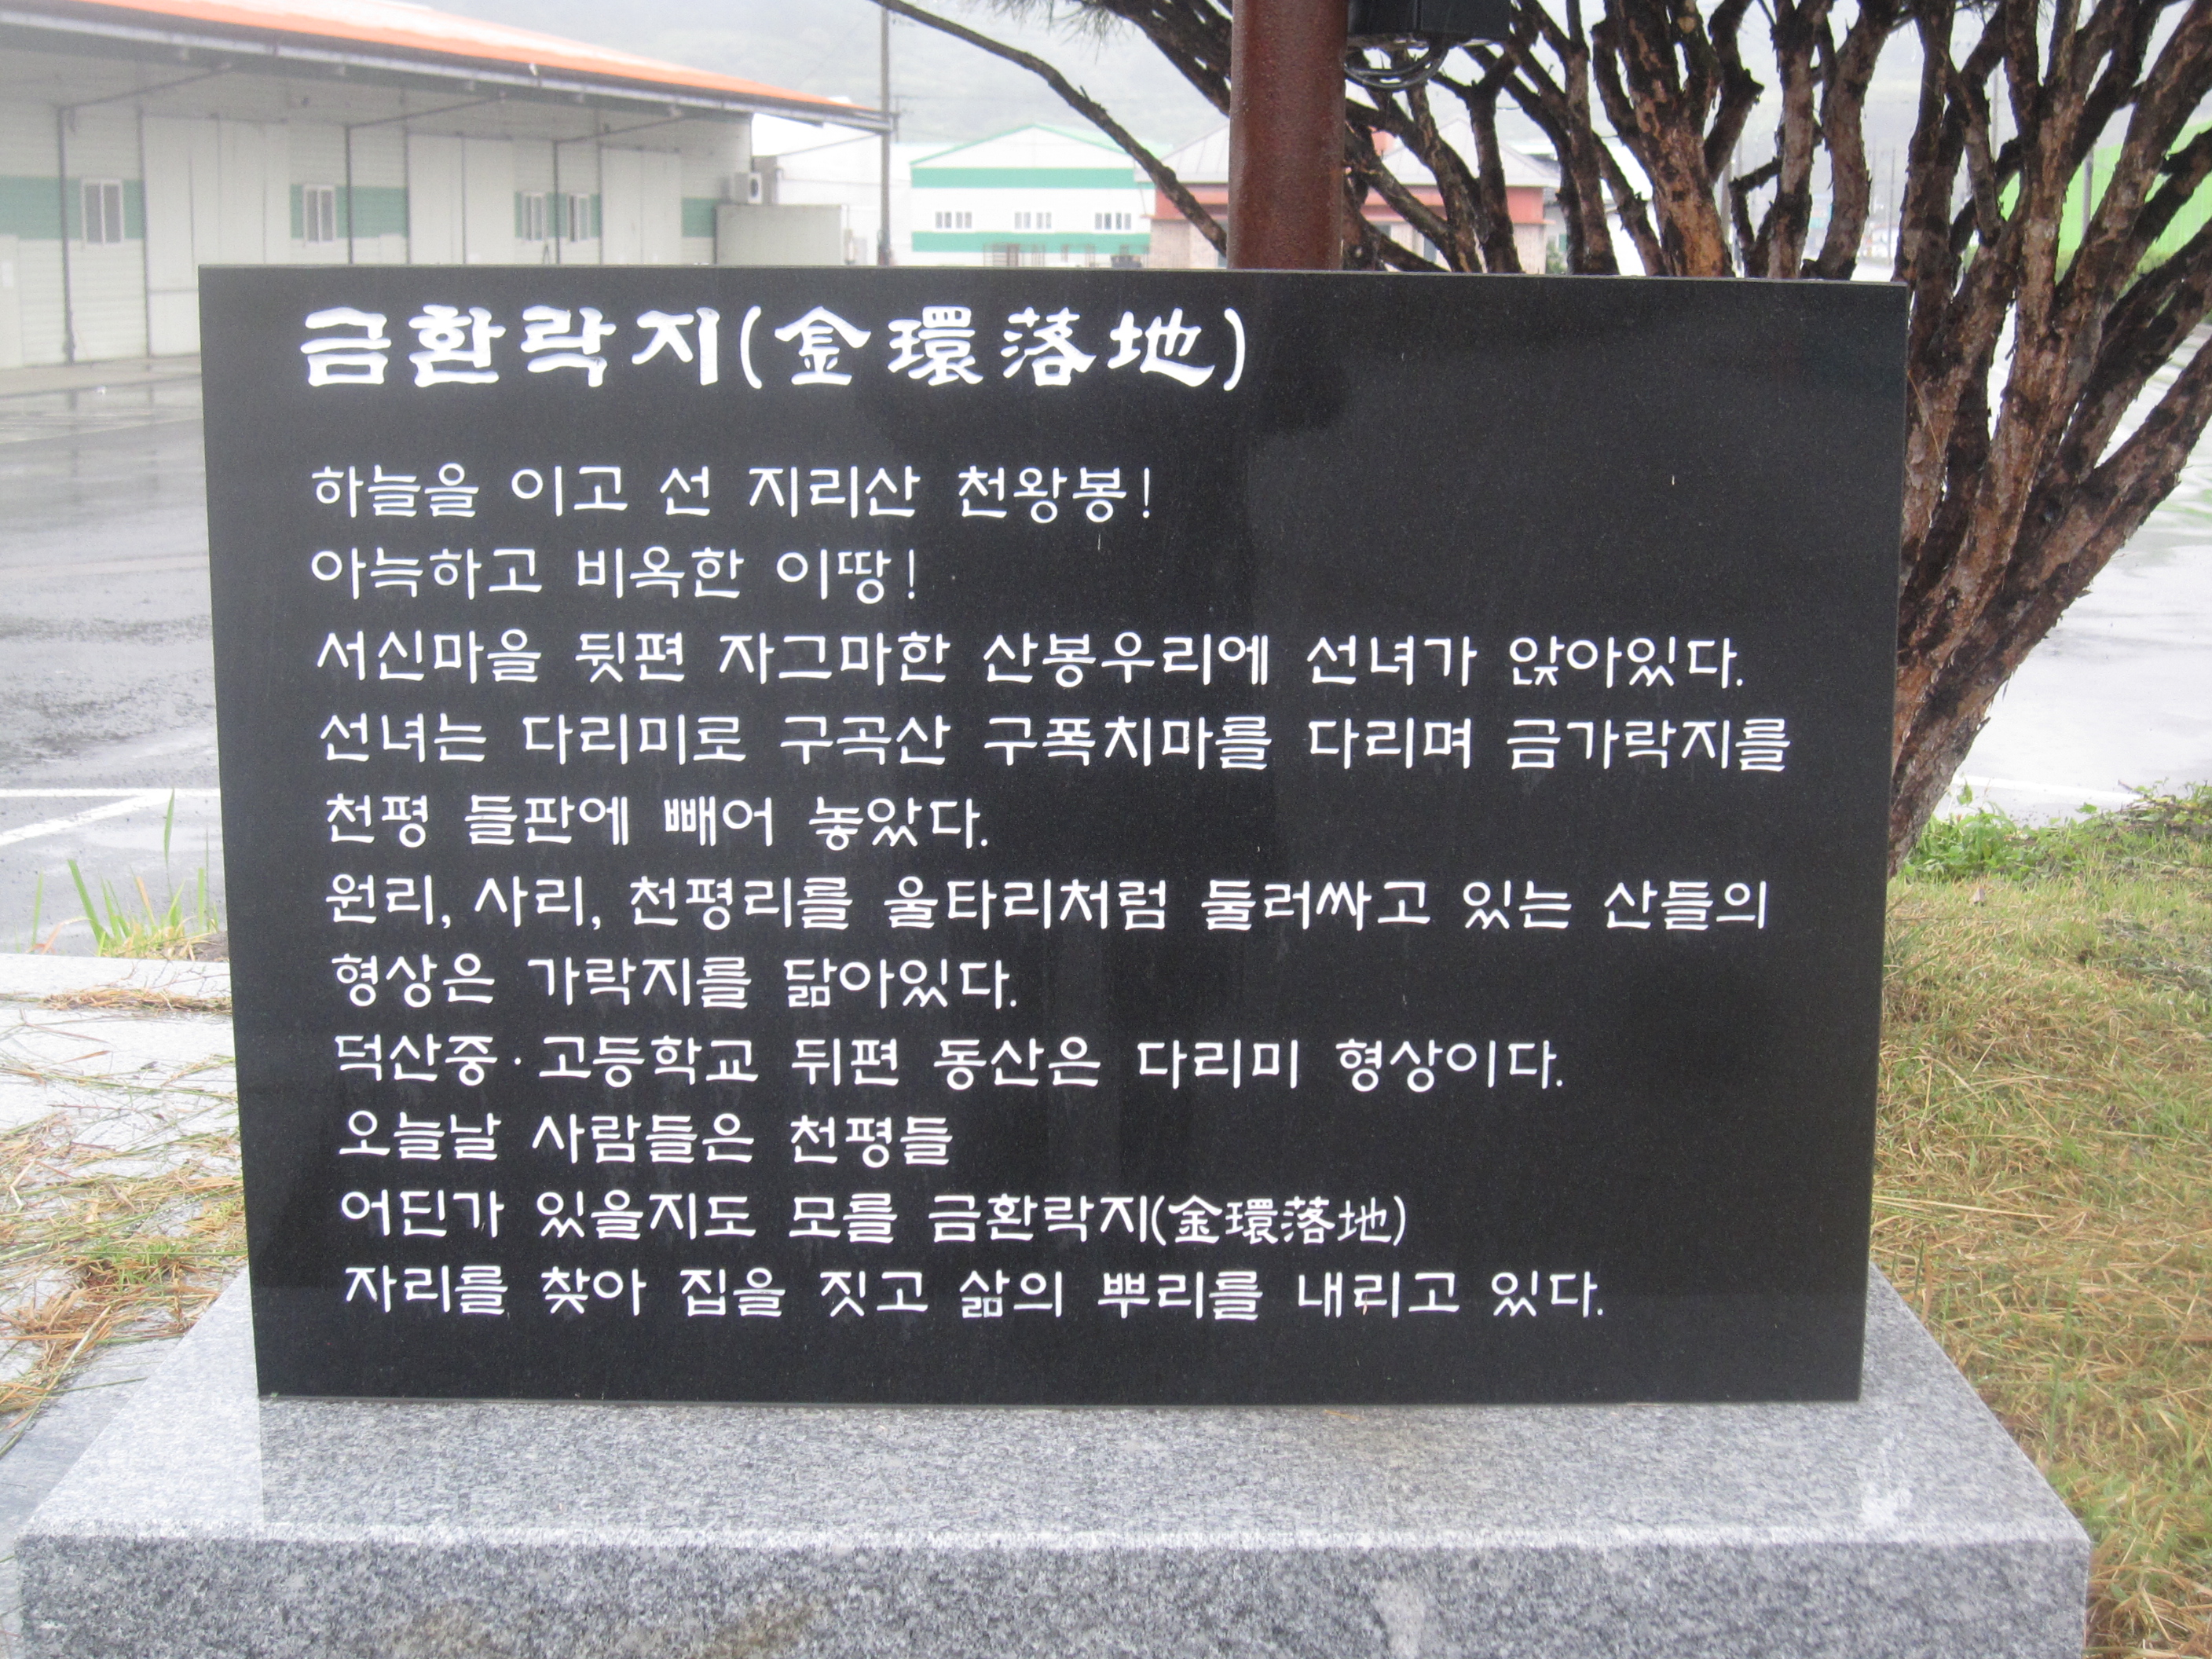 금환락지(金環落地)
하늘을 이고 선 지리산 천왕봉!
아늑하고 비옥한 이땅!
서신마을 뒷편 자그마한 산봉우리에 선녀가 앉아있다.
선녀는 다리미로 구곡산 구폭치마를 다리며 금가락지를
천평 들판에 빼어 놓았다.
원리, 사리, 천평리를 울타리처럼 둘러싸고 있는 산들의
형상은 가락지를 닮아있다.
덕산중·고등학교 뒤편 동산은 다리미 형상이다.
오늘날 사람들은 천평들
어딘가 있을지도 모를 금환락지(金環落地)
자리를 찾아 집을 짓고 삶의 뿌리를 내리고 있다.